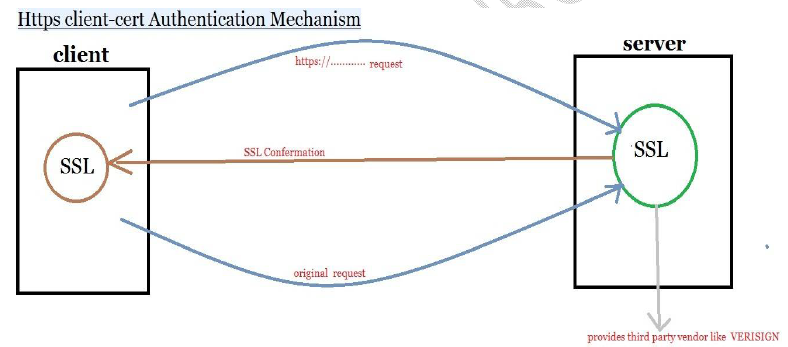 Https client-cert Authentication Mechanism
client
server
https://............ request
SSL
SSL Confermation
SSL
original request
provides third party vendor like VERISIGN